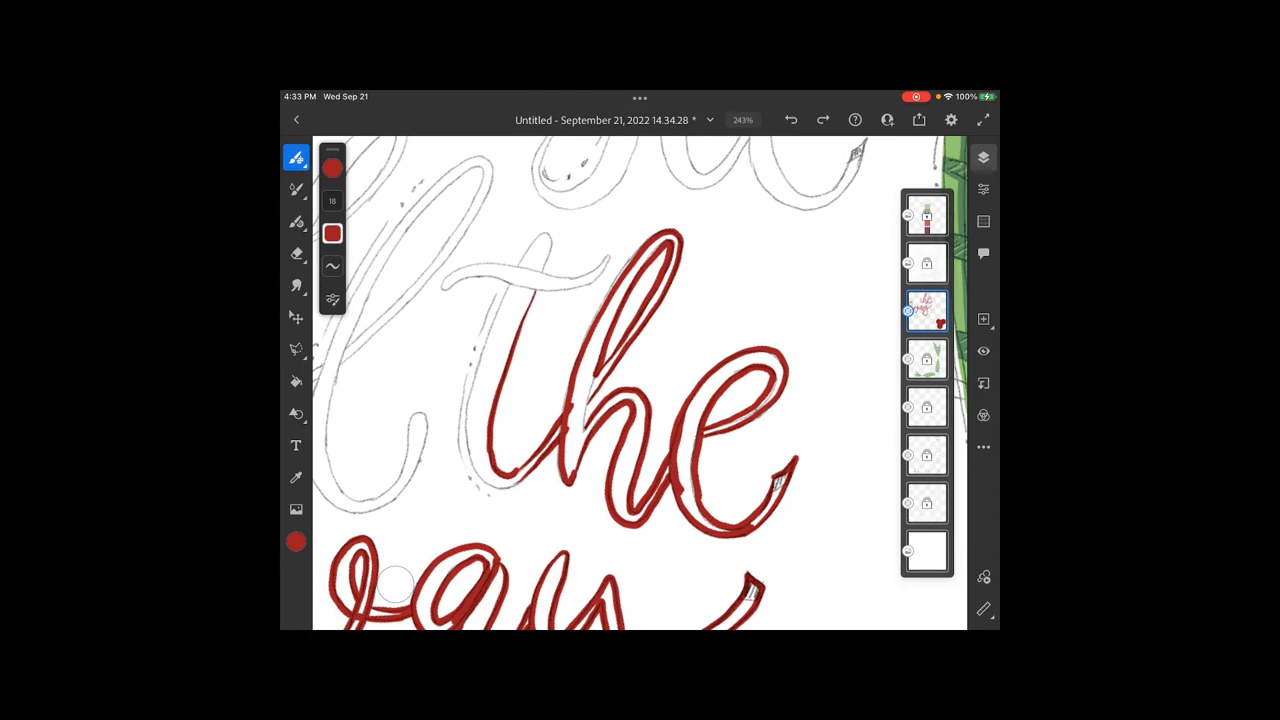 4:33 PM Wed Sep 21 100%
Untitled - September 21, 2022 14.34.28 * 243%
18
T
the